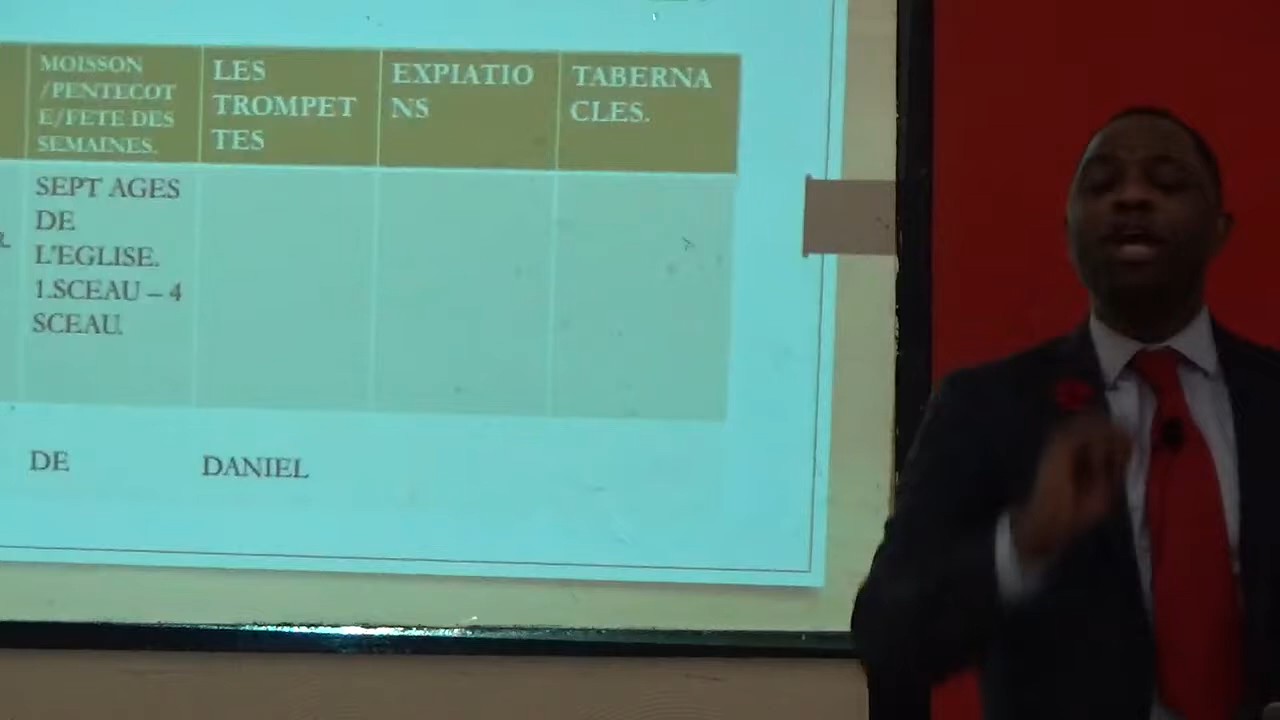 MOISSON
/PENTECOT
E/FETE DES
SEMAINES.
LES
TROMPET
TES
EXPIATIO
NS
TABERNA
CLES.
SEPT AGES
DE
L'EGLISE.
1.SCEAU – 4
SCEAU.
DE DANIEL